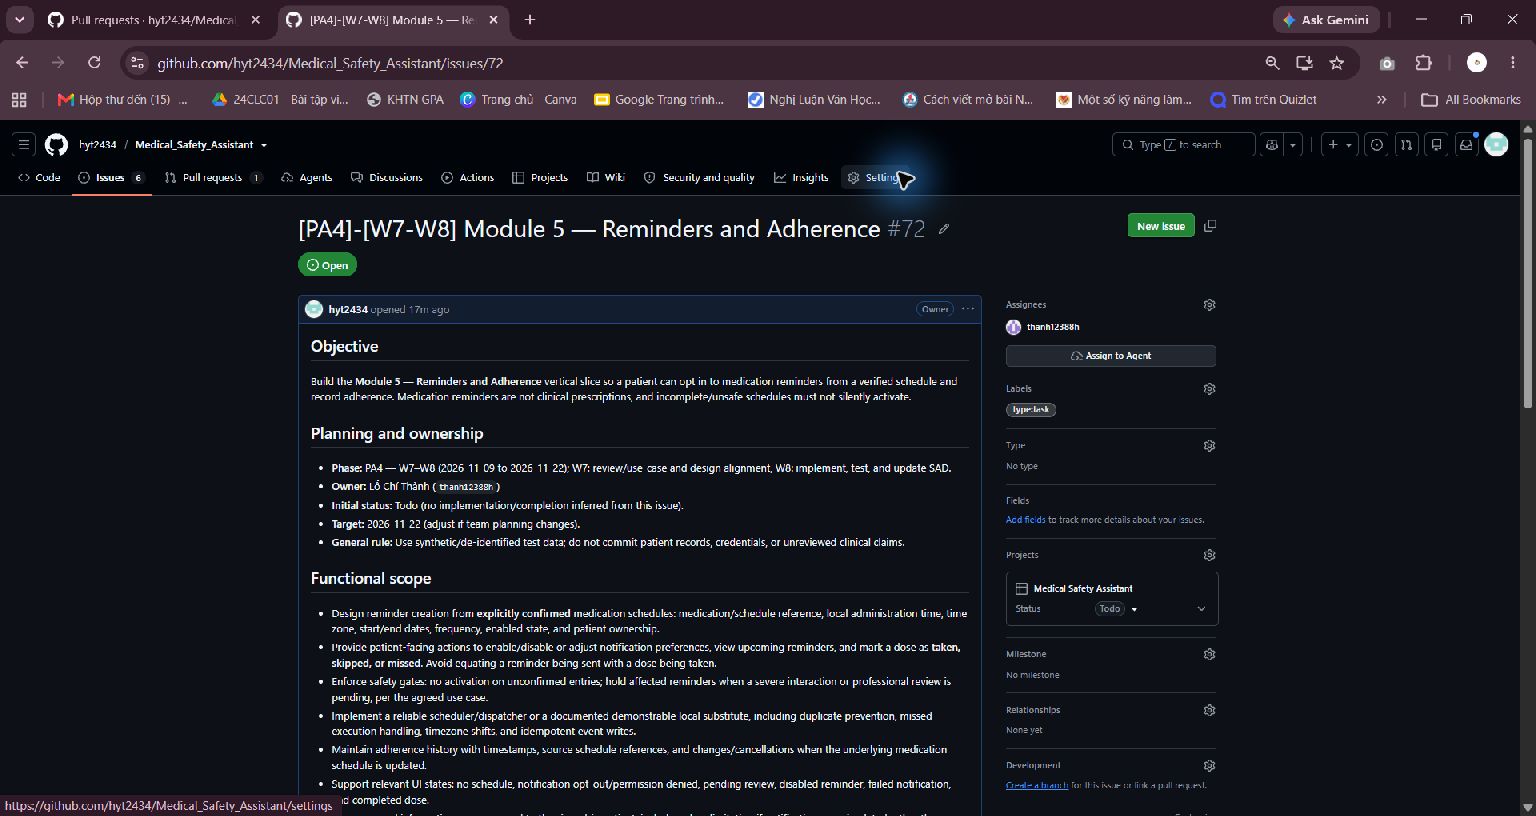 Pull requests · hyt2434/Medical
[PA4]-[W7-W8] Module 5 — Re
Ask Gemini
github.com/hyt2434/Medical_Safety_Assistant/issues/72
Hộp thư đến (15) ...
24CLC01 Bài tập vi...
KHTN GPA
Trang chủ Canva
Google Trang trình...
Nghị Luận Văn Học...
Cách viết mở bài N...
Một số kỹ năng làm...
Tìm trên Quizlet
All Bookmarks
hyt2434 / Medical_Safety_Assistant
Type / to search
Code
Issues 6
Pull requests 1
Agents
Discussions
Actions
Projects
Wiki
Security and quality
Insights
Setting
[PA4]-[W7-W8] Module 5 — Reminders and Adherence #72
New issue
Open
hyt2434 opened 17m ago
Owner
Objective
Build the Module 5 — Reminders and Adherence vertical slice so a patient can opt in to medication reminders from a verified schedule and
record adherence. Medication reminders are not clinical prescriptions, and incomplete/unsafe schedules must not silently activate.
Planning and ownership
• Phase: PA4 — W7–W8 (2026-11-09 to 2026-11-22); W7: review/use-case and design alignment, W8: implement, test, and update SAD.
• Owner: Lồ Chí Thành (thanh12388h)
• Initial status: Todo (no implementation/completion inferred from this issue).
• Target: 2026-11-22 (adjust if team planning changes).
• General rule: Use synthetic/de-identified test data; do not commit patient records, credentials, or unreviewed clinical claims.
Functional scope
• Design reminder creation from explicitly confirmed medication schedules: medication/schedule reference, local administration time, time
zone, start/end dates, frequency, enabled state, and patient ownership.
• Provide patient-facing actions to enable/disable or adjust notification preferences, view upcoming reminders, and mark a dose as taken,
skipped, or missed. Avoid equating a reminder being sent with a dose being taken.
• Enforce safety gates: no activation on unconfirmed entries; hold affected reminders when a severe interaction or professional review is
pending, per the agreed use case.
• Implement a reliable scheduler/dispatcher or a documented demonstrable local substitute, including duplicate prevention, missed
execution handling, timezone shifts, and idempotent event writes.
• Maintain adherence history with timestamps, source schedule references, and changes/cancellations when the underlying medication
schedule is updated.
• Support relevant UI states: no schedule, notification opt-out/permission denied, pending review, disabled reminder, failed notification,
nd completed dose.
Assignees
thanh12388h
Assign to Agent
Labels
type:task
Type
No type
Fields
Add fields to track more details about your issues.
Projects
Medical Safety Assistant
Status Todo
Milestone
No milestone
Relationships
None yet
Development
Create a branch for this issue or link a pull request.
https://github.com/hyt2434/Medical_Safety_Assistant/settings